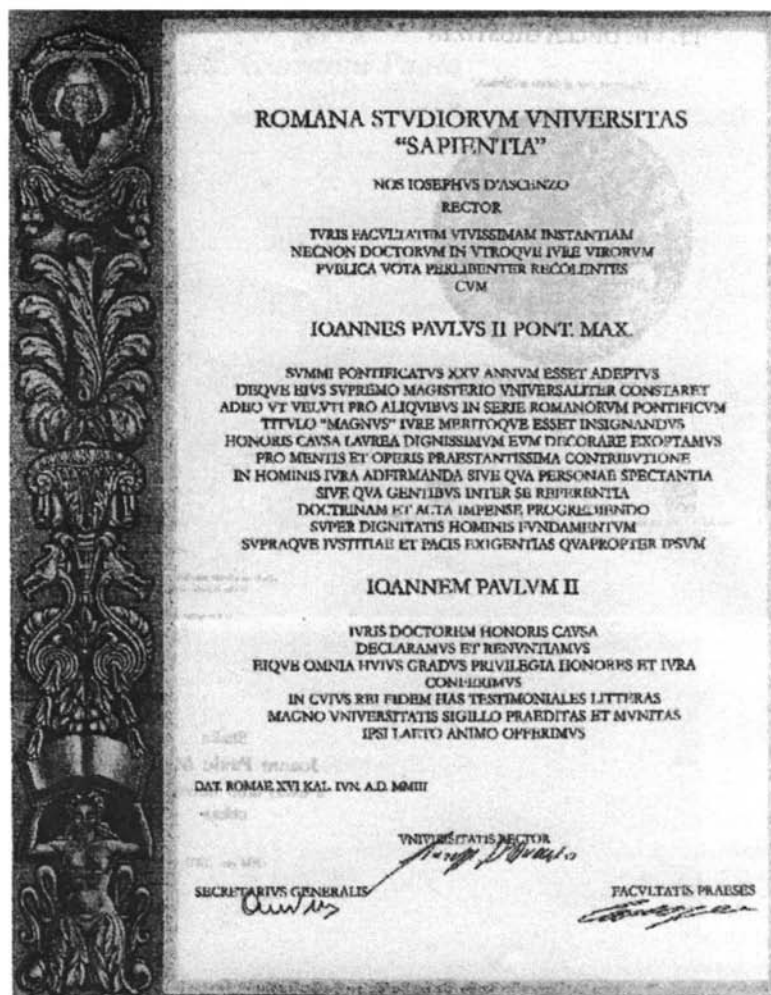 ROMANA STVDIORVM VNIVERSITAS
“SAPIENTIA”
NOS IOSEPHVS D'ASCENZO
RECTOR
IVRIS FACVLTATEM VIVISSIMAM INSTANTIAM
NECNON DOCTORVM IN VTROQVE IVRE VIRORVM
PVBLICA VOTA PERLIBENTER RECOLENTES
CVM
IOANNES PAVLVS II PONT. MAX.
SVMMI PONTIFICATVS XXV ANNVM ESSET ADEPTVS
DEQVE EIVS SVPREMO MAGISTERIO VNIVERSALITER CONSTARET
ADEO VT VELVTI PRO ALIQVIBVS IN SERIE ROMANORVM PONTIFICVM
TITVLO “MAGNVS” IVRE MERITOQVE ESSET INSIGNANDVS
HONORIS CAVSA LAVREA DIGNISSIMVM EVM DECORARE EXOPTAMVS
PRO MENTIS ET OPERIS PRAESTANTISSIMA CONTRIBVTIONE
IN HOMINIS IVRA ADFIRMANDA SIVE QVA PERSONAE SPECTANTIA
SIVE QVA GENTIBVS INTER SE REFERENTIA
DOCTRINAM ET ACTA IMPENSE PROGREDIENDO
SVPER DIGNITATIS HOMINIS FVNDAMENTVM
SVPRAQVE IVSTITIAE ET PACIS EXIGENTIAS QVAPROPTER IPSVM
IOANNEM PAVLVM II
IVRIS DOCTOREM HONORIS CAVSA
DECLARAMVS ET RENVNTIAMVS
EIQVE OMNIA HVIVS GRADVS PRIVILEGIA HONORES ET IVRA
CONFERIMVS
IN CVIVS REI FIDEM HAS TESTIMONIALES LITTERAS
MAGNO VNIVERSITATIS SIGILLO PRAEDITAS ET MVNITAS
IPSI LAETO ANIMO OFFERIMVS
DAT. ROMAE XVI KAL. IVN. A.D. MMIII
VNIVERSITATIS RECTOR
SECRETARIVS GENERALIS
FACVLTATIS PRAESES